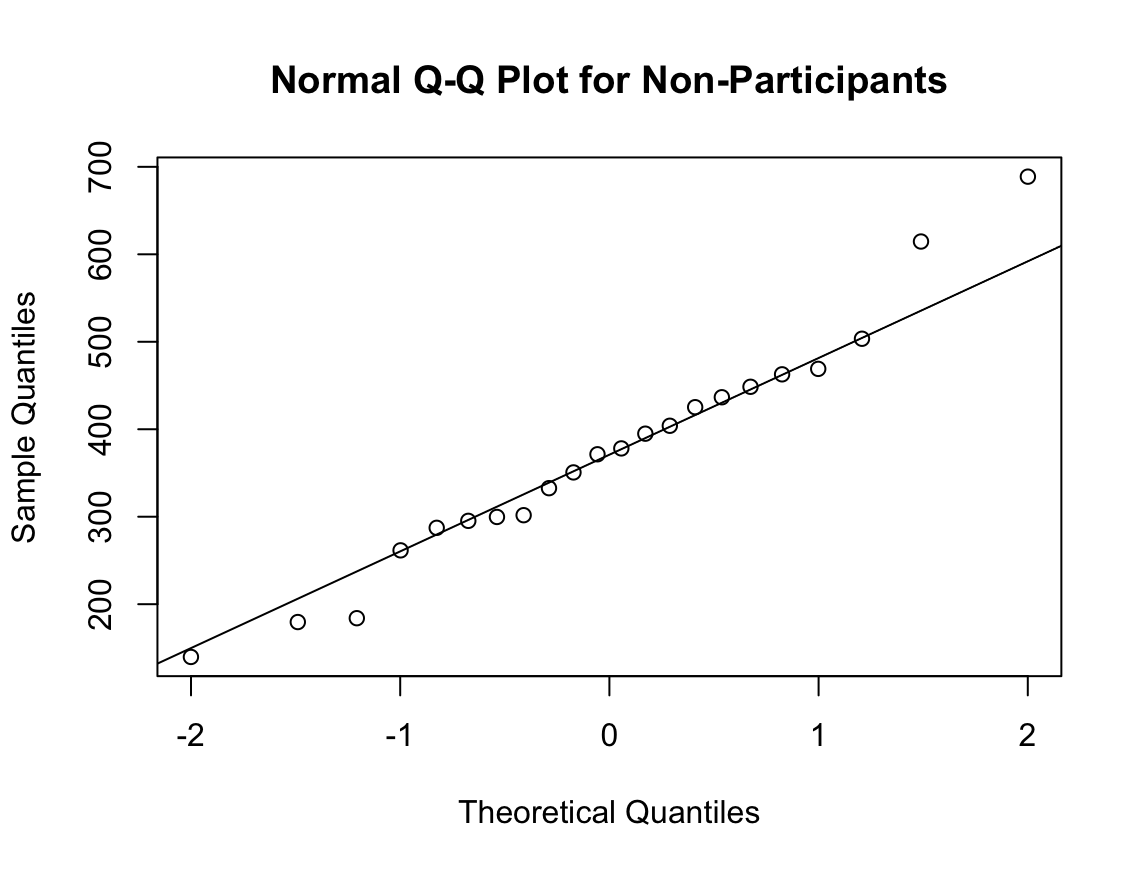 Normal Q-Q Plot for Non-Participants
700
600
500
400
300
200
Sample Quantiles
-2 -1 0 1 2
Theoretical Quantiles